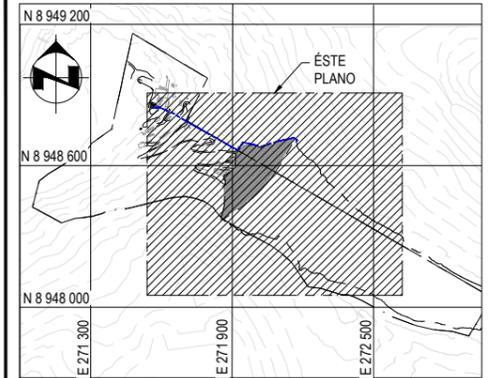 N 8 949 200
ÉSTE
PLANO
N
N 8 948 600
N 8 948 000
E 271 300
E 271 900
E 272 500